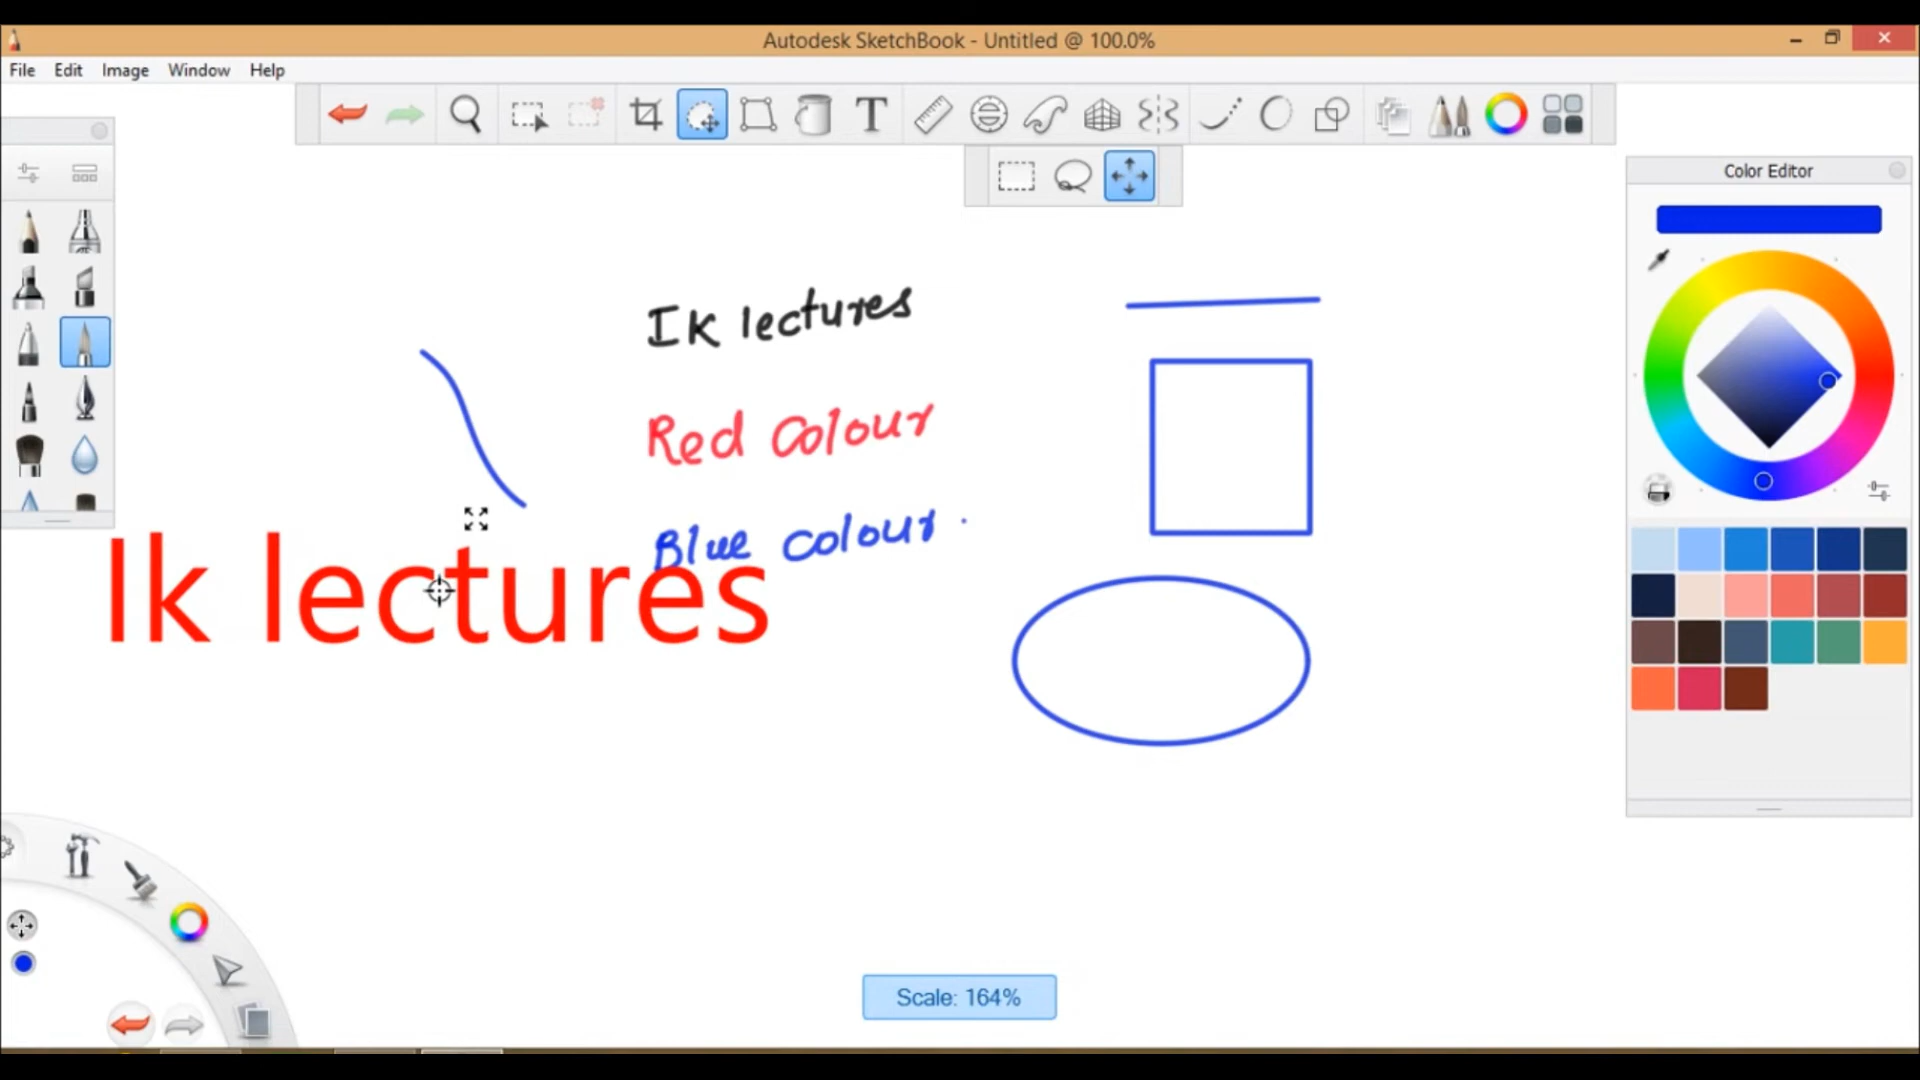 Autodesk SketchBook - Untitled @ 100.0%
File Edit Image Window Help
T
Color Editor
IK lectures
Red Colour
Blue colour
Ik lectures
Scale: 164%